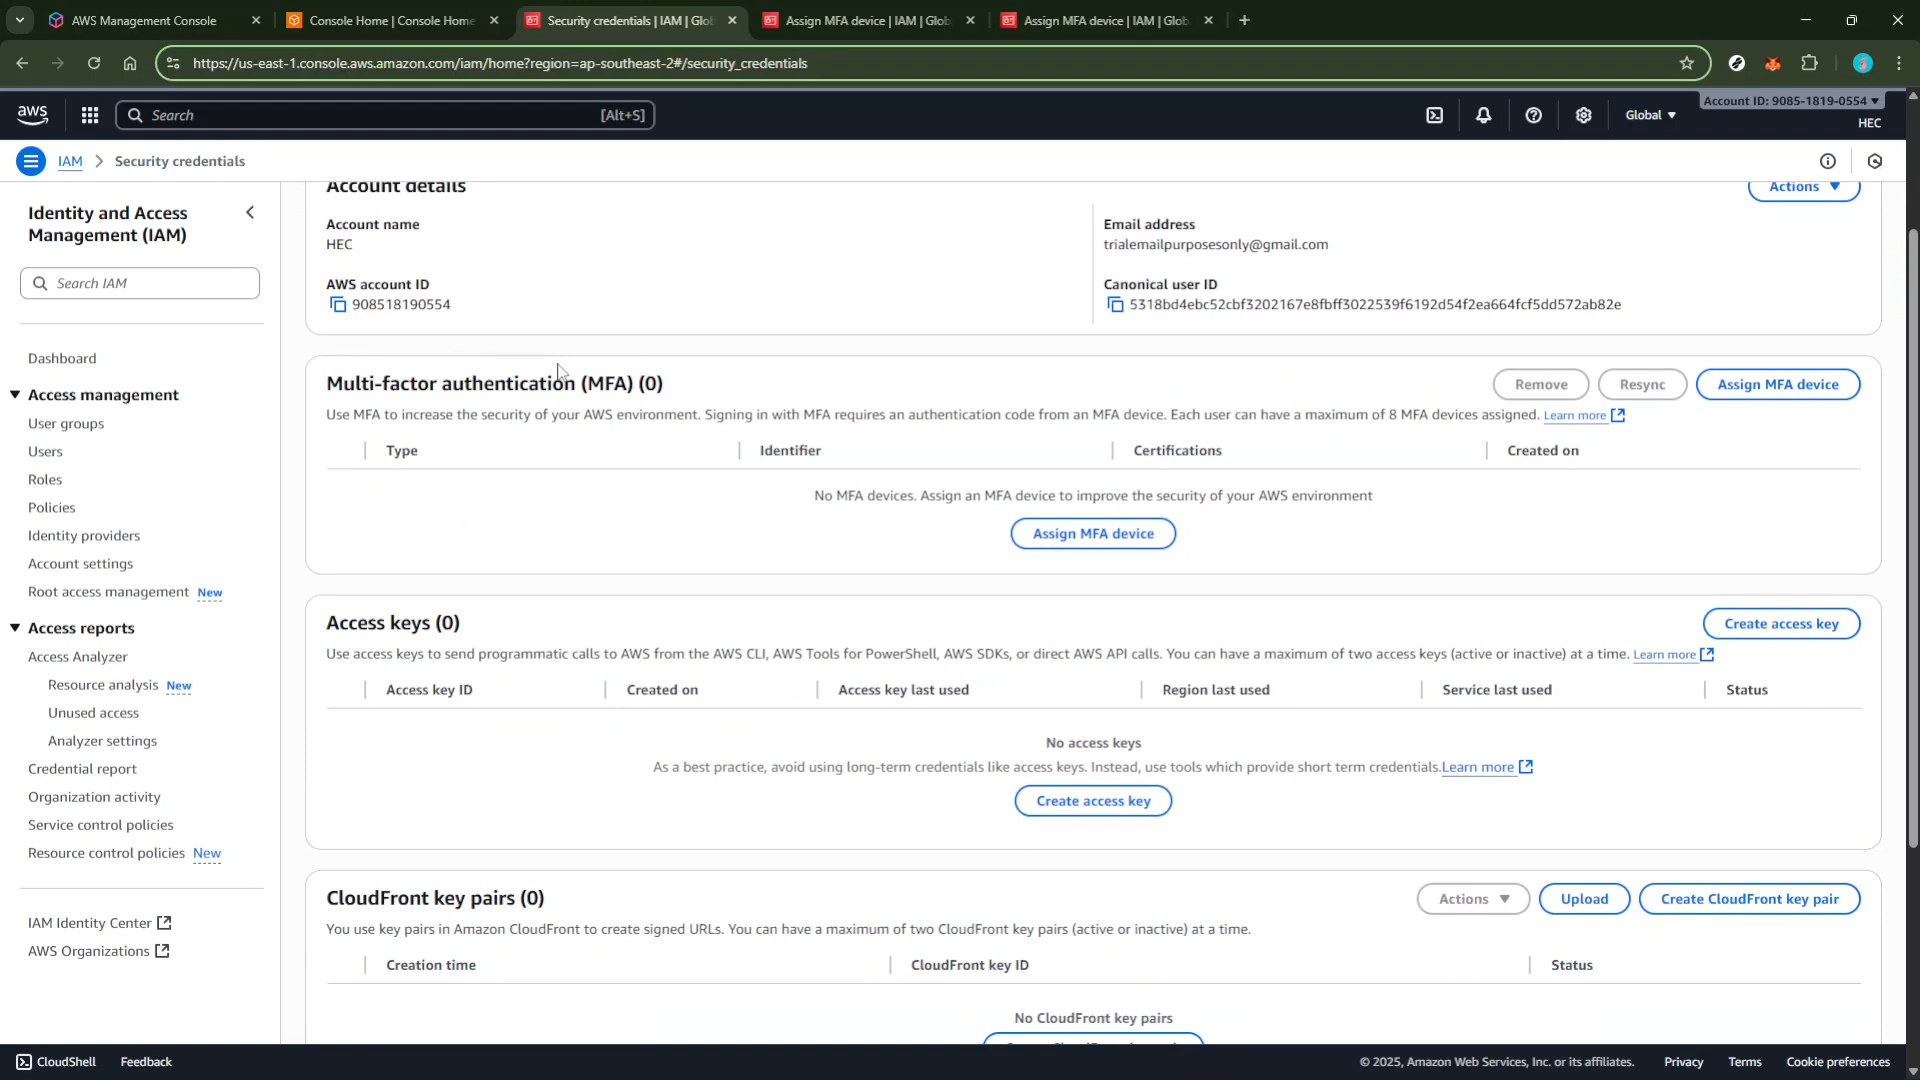 AWS Management Console
Console Home | Console Home
Security credentials | IAM | Glob
Assign MFA device | IAM | Glob
Assign MFA device | IAM | Glob
https://us-east-1.console.aws.amazon.com/iam/home?region=ap-southeast-2#/security_credentials
aws
Search
[Alt+S]
Global
Account ID: 9085-1819-0554
HEC
IAM
Security credentials
Identity and Access
Management (IAM)
Search IAM
Dashboard
Access management
User groups
Users
Roles
Policies
Identity providers
Account settings
Root access management New
Access reports
Access Analyzer
Resource analysis New
Unused access
Analyzer settings
Credential report
Organization activity
Service control policies
Resource control policies New
IAM Identity Center
AWS Organizations
Account details
Actions
Account name
HEC
Email address
trialemailpurposesonly@gmail.com
AWS account ID
908518190554
Canonical user ID
5318bd4ebc52cbf3202167e8fbff3022539f6192d54f2ea664fcf5dd572ab82e
Multi-factor authentication (MFA) (0)
Remove
Resync
Assign MFA device
Use MFA to increase the security of your AWS environment. Signing in with MFA requires an authentication code from an MFA device. Each user can have a maximum of 8 MFA devices assigned. Learn more
Type
Identifier
Certifications
Created on
No MFA devices. Assign an MFA device to improve the security of your AWS environment
Assign MFA device
Access keys (0)
Create access key
Use access keys to send programmatic calls to AWS from the AWS CLI, AWS Tools for PowerShell, AWS SDKs, or direct AWS API calls. You can have a maximum of two access keys (active or inactive) at a time. Learn more
Access key ID
Created on
Access key last used
Region last used
Service last used
Status
No access keys
As a best practice, avoid using long-term credentials like access keys. Instead, use tools which provide short term credentials. Learn more
Create access key
CloudFront key pairs (0)
Actions
Upload
Create CloudFront key pair
You use key pairs in Amazon CloudFront to create signed URLs. You can have a maximum of two CloudFront key pairs (active or inactive) at a time.
Creation time
CloudFront key ID
Status
No CloudFront key pairs
CloudShell
Feedback
© 2025, Amazon Web Services, Inc. or its affiliates.
Privacy
Terms
Cookie preferences